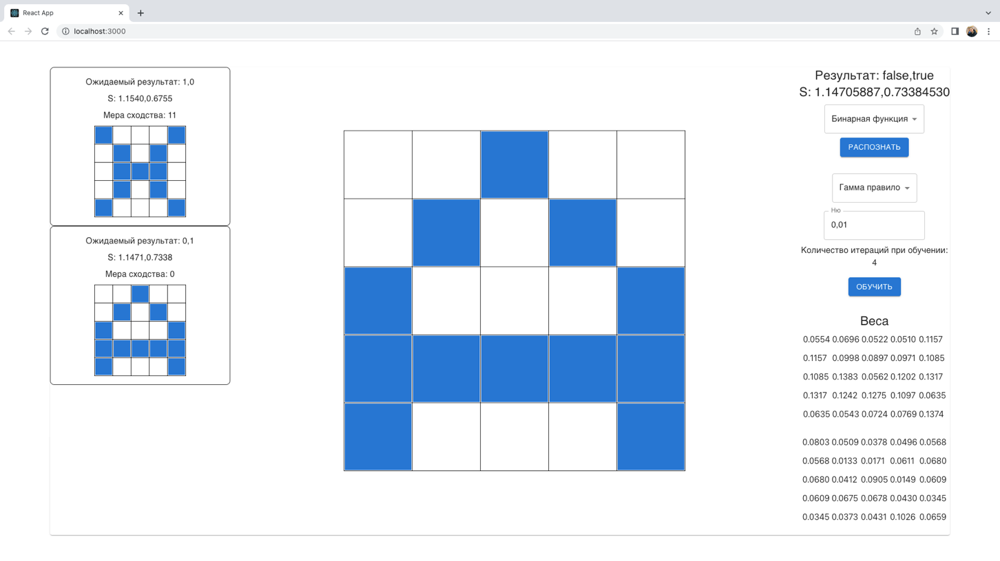 React App
localhost:3000
Ожидаемый результат: 1,0
S: 1.1540,0.6755
Мера сходства: 11
Ожидаемый результат: 0,1
S: 1.1471,0.7338
Мера сходства: 0
Результат: false,true
S: 1.14705887,0.73384530
Бинарная функция
РАСПОЗНАТЬ
Гамма правило
Ню
0,01
Количество итераций при обучении:
4
ОБУЧИТЬ
Веса
0.0554 0.0696 0.0522 0.0510 0.1157
0.1157 0.0998 0.0897 0.0971 0.1085
0.1085 0.1383 0.0562 0.1202 0.1317
0.1317 0.1242 0.1275 0.1097 0.0635
0.0635 0.0543 0.0724 0.0769 0.1374
0.0803 0.0509 0.0378 0.0496 0.0568
0.0568 0.0133 0.0171 0.0611 0.0680
0.0680 0.0412 0.0905 0.0149 0.0609
0.0609 0.0675 0.0678 0.0430 0.0345
0.0345 0.0373 0.0431 0.1026 0.0659